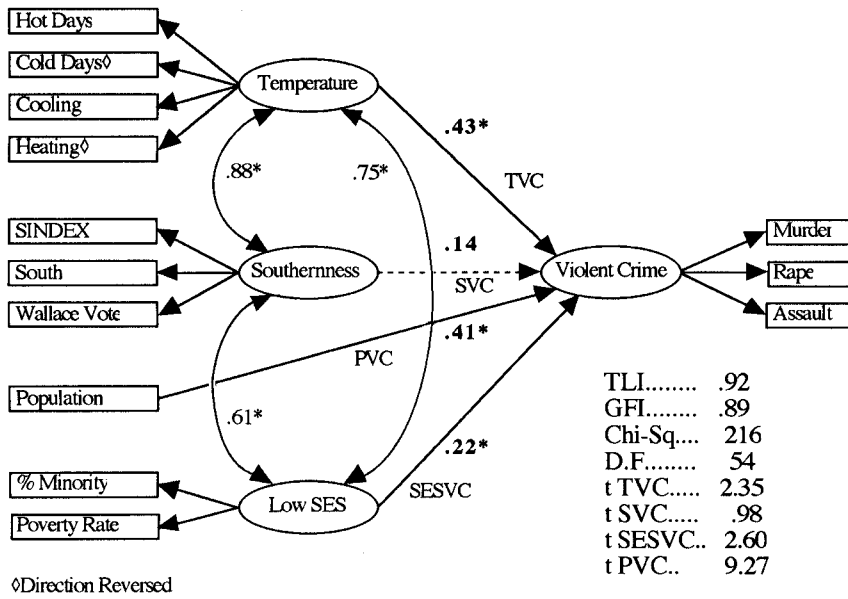 Hot Days
Cold Days◊
Cooling
Heating◊
Temperature
.43*
TVC
.88*
.75*
SINDEX
South
Wallace Vote
Southernness
.14
SVC
Violent Crime
Murder
Rape
Assault
Population
PVC
.41*
.61*
.22*
SESVC
% Minority
Poverty Rate
Low SES
TLI........ .92
GFI........ .89
Chi-Sq.... 216
D.F........ 54
t TVC..... 2.35
t SVC..... .98
t SESVC.. 2.60
t PVC.. 9.27
◊Direction Reversed